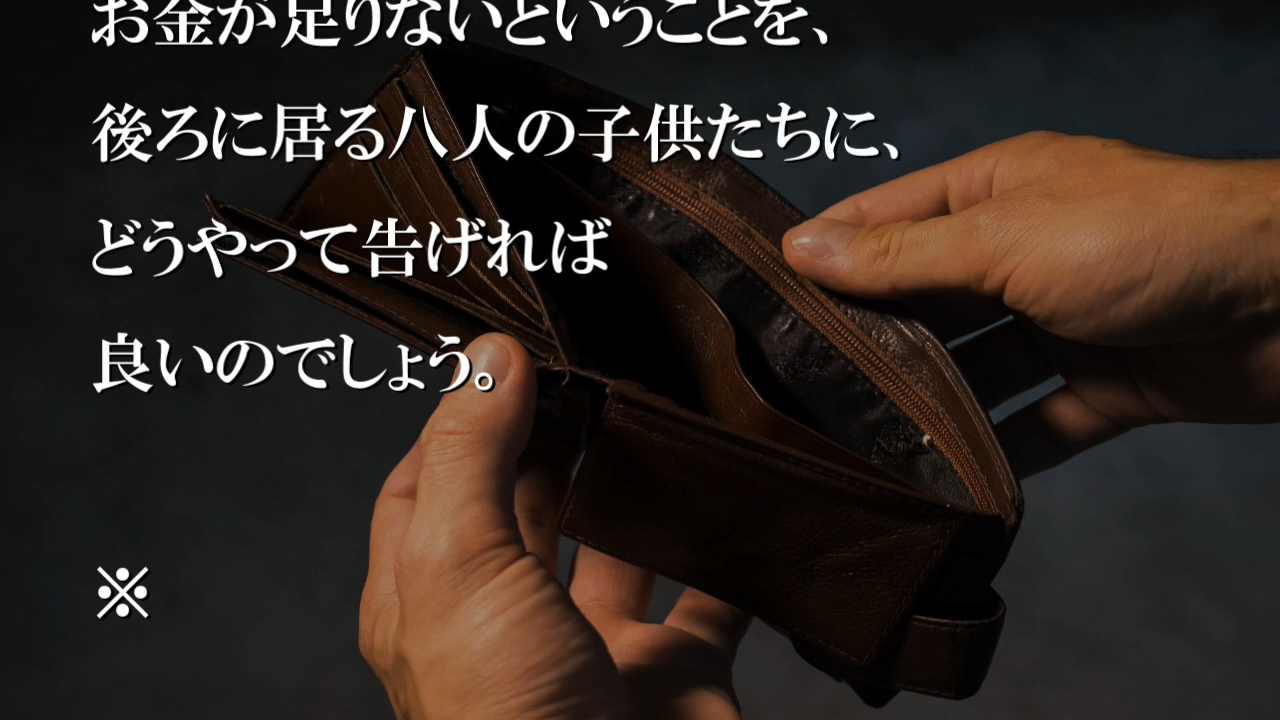 お金が足りないということを、
後ろに居る八人の子供たちに、
どうやって告げれば
良いのでしょう。
※